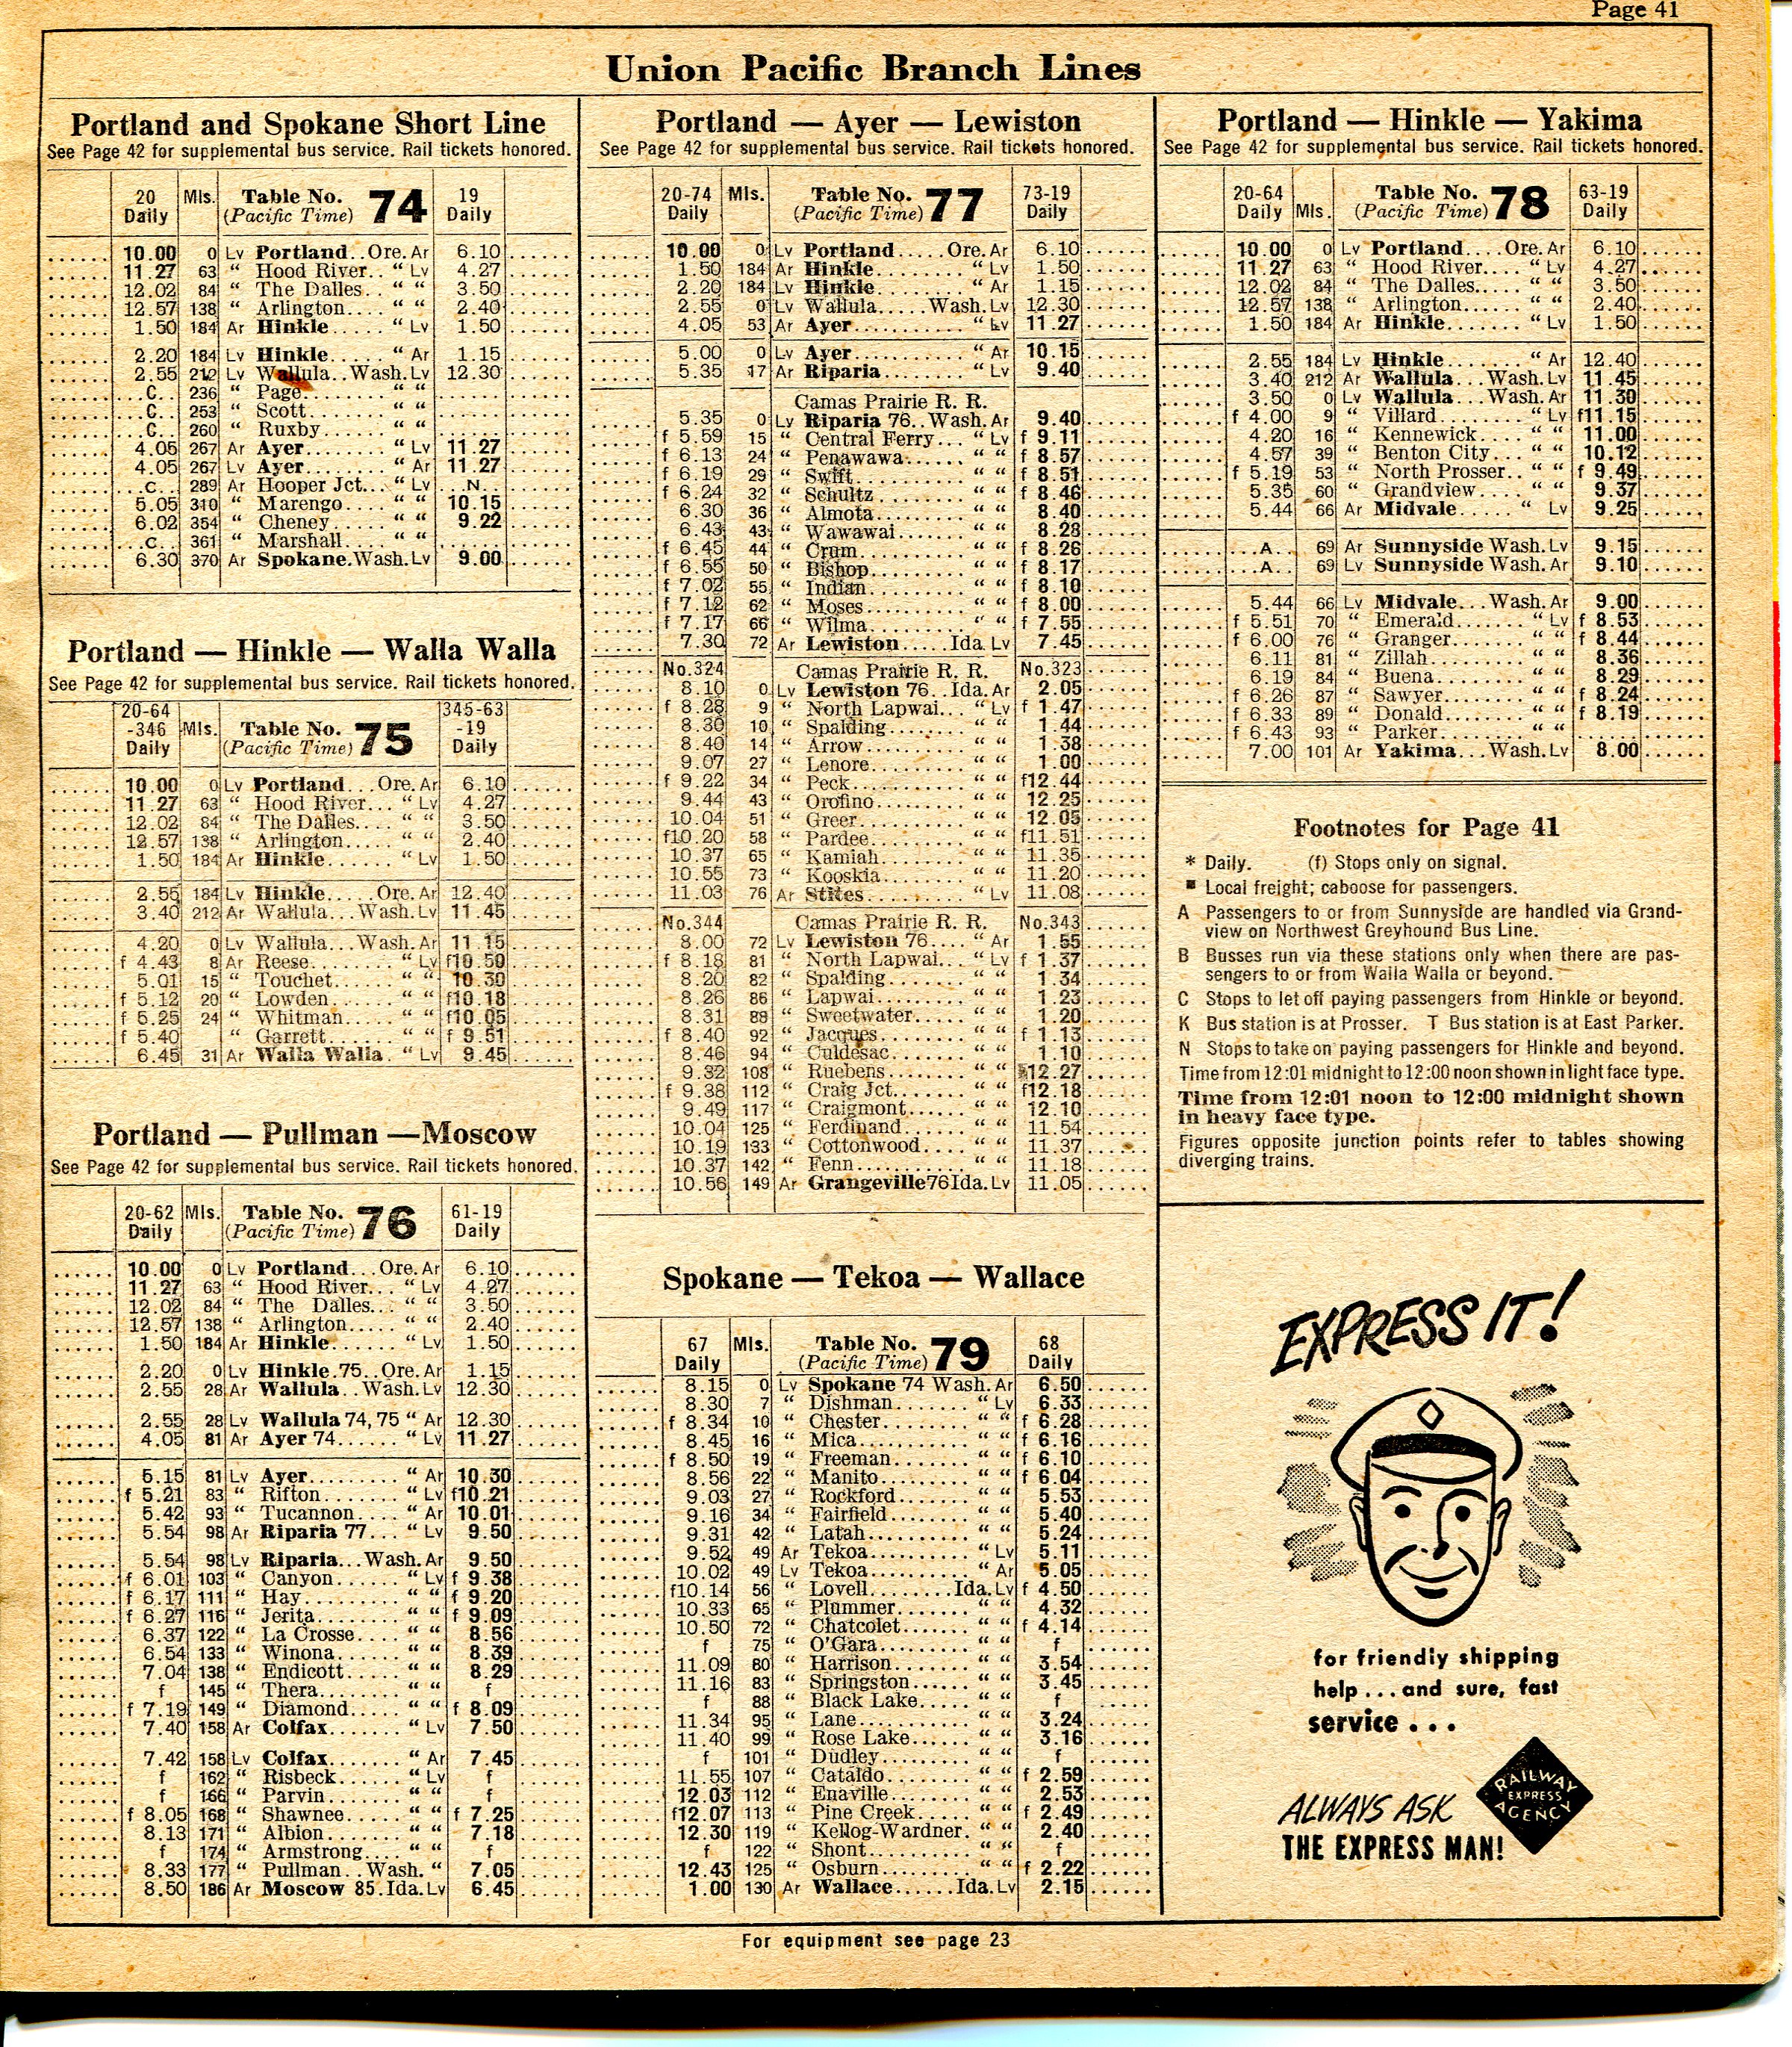 Page 41
Union Pacific Branch Lines
Portland and Spokane Short Line
See Page 42 for supplemental bus service. Rail tickets honored.
20 Daily Mls. Table No. 74 (Pacific Time) 19 Daily
10.00 0 Lv Portland..Ore. Ar 6.10
11.27 63 “ Hood River.. “ Lv 4.27
12.02 84 “ The Dalles.. “ “ 3.50
12.57 138 “ Arlington.... “ “ 2.40
1.50 184 Ar Hinkle...... “ Lv 1.50
2.20 184 Lv Hinkle...... “ Ar 1.15
2.55 212 Lv Wallula..Wash. Lv 12.30
..C.. 236 “ Page........ “ “
..C.. 253 “ Scott....... “ “
..C.. 260 “ Ruxby...... “ “
4.05 267 Ar Ayer........ “ Lv 11.27
4.05 267 Lv Ayer........ “ Ar 11.27
..C.. 289 Ar Hooper Jct.. “ Lv ..N..
5.05 310 “ Marengo.... “ “ 10.15
6.02 354 “ Cheney..... “ “ 9.22
..C.. 361 “ Marshall.... “ “
6.30 370 Ar Spokane.Wash. Lv 9.00
Portland — Hinkle — Walla Walla
See Page 42 for supplemental bus service. Rail tickets honored.
20-64 -346 Daily Mls. Table No. 75 (Pacific Time) 345-63 -19 Daily
10.00 0 Lv Portland...Ore. Ar 6.10
11.27 63 “ Hood River... “ Lv 4.27
12.02 84 “ The Dalles.... “ “ 3.50
12.57 138 “ Arlington..... “ “ 2.40
1.50 184 Ar Hinkle....... “ Lv 1.50
2.55 184 Lv Hinkle.....Ore. Ar 12.40
3.40 212 Ar Wallula...Wash. Lv 11.45
4.20 0 Lv Wallula...Wash. Ar 11.15
f 4.43 8 Ar Reese........ “ Lv f10.50
5.01 15 “ Touchet...... “ “ 10.30
f 5.12 20 “ Lowden...... “ “ f10.18
f 5.25 24 “ Whitman..... “ “ f10.05
f 5.40 “ Garrett....... “ “ f 9.51
6.45 31 Ar Walla Walla . “ Lv 9.45
Portland — Pullman —Moscow
See Page 42 for supplemental bus service. Rail tickets honored.
20-62 Daily Mls. Table No. 76 (Pacific Time) 61-19 Daily
10.00 0 Lv Portland...Ore. Ar 6.10
11.27 63 “ Hood River... “ Lv 4.27
12.02 84 “ The Dalles... “ “ 3.50
12.57 138 “ Arlington..... “ “ 2.40
1.50 184 Ar Hinkle....... “ Lv 1.50
2.20 0 Lv Hinkle.75..Ore. Ar 1.15
2.55 28 Ar Wallula..Wash. Lv 12.30
2.55 28 Lv Wallula 74, 75 “ Ar 12.30
4.05 81 Ar Ayer 74...... “ Lv 11.27
5.15 81 Lv Ayer......... “ Ar 10.30
f 5.21 83 “ Rifton........ “ Lv f10.21
5.42 93 “ Tucannon.... “ Ar 10.01
5.54 98 Ar Riparia 77... “ Lv 9.50
5.54 98 Lv Riparia...Wash. Ar 9.50
f 6.01 103 “ Canyon...... “ Lv f 9.38
f 6.17 111 “ Hay.......... “ “ f 9.20
f 6.27 116 “ Jerita........ “ “ f 9.09
6.37 122 “ La Crosse.... “ “ 8.56
6.54 133 “ Winona...... “ “ 8.39
7.04 138 “ Endicott..... “ “ 8.29
f 145 “ Thera........ “ “ f
f 7.19 149 “ Diamond..... “ “ f 8.09
7.40 158 Ar Colfax....... “ Lv 7.50
7.42 158 Lv Colfax....... “ Ar 7.45
f 162 “ Risbeck...... “ Lv f
f 166 “ Parvin....... “ “ f
f 8.05 168 “ Shawnee..... “ “ f 7.25
8.13 171 “ Albion....... “ “ 7.18
f 174 “ Armstrong... “ “ f
8.33 177 “ Pullman..Wash. “ 7.05
8.50 186 Ar Moscow 85.Ida. Lv 6.45
Portland — Ayer — Lewiston
See Page 42 for supplemental bus service. Rail tickets honored.
20-74 Daily Mls. Table No. 77 (Pacific Time) 73-19 Daily
10.00 0 Lv Portland.....Ore. Ar 6.10
1.50 184 Ar Hinkle......... “ Lv 1.50
2.20 184 Lv Hinkle......... “ Ar 1.15
2.55 0 Lv Wallula.....Wash. Lv 12.30
4.05 53 Ar Ayer........... “ Lv 11.27
5.00 0 Lv Ayer........... “ Ar 10.15
5.35 17 Ar Riparia........ “ Lv 9.40
Camas Prairie R. R.
5.35 0 Lv Riparia 76..Wash. Ar 9.40
f 5.59 15 “ Central Ferry... “ Lv f 9.11
f 6.13 24 “ Penawawa...... “ “ f 8.57
f 6.19 29 “ Swift.......... “ “ f 8.51
f 6.24 32 “ Schultz........ “ “ f 8.46
6.30 36 “ Almota........ “ “ 8.40
6.43 43 “ Wawawai...... “ “ 8.28
f 6.45 44 “ Crum.......... “ “ f 8.26
f 6.55 50 “ Bishop........ “ “ f 8.17
f 7.02 55 “ Indian......... “ “ f 8.10
f 7.12 62 “ Moses......... “ “ f 8.00
f 7.17 66 “ Wilma......... “ “ f 7.55
7.30 72 Ar Lewiston.....Ida. Lv 7.45
No.324 Camas Prairie R. R. No.323
8.10 0 Lv Lewiston 76..Ida. Ar 2.05
f 8.28 9 “ North Lapwai... “ Lv f 1.47
8.30 10 “ Spalding....... “ “ 1.44
8.40 14 “ Arrow......... “ “ 1.38
9.07 27 “ Lenore........ “ “ 1.00
f 9.22 34 “ Peck.......... “ “ f12.44
9.44 43 “ Orofino........ “ “ 12.25
10.04 51 “ Greer......... “ “ 12.05
f10.20 58 “ Pardee........ “ “ f11.51
10.37 65 “ Kamiah....... “ “ 11.35
10.55 73 “ Kooskia....... “ “ 11.20
11.03 76 Ar Stites......... “ Lv 11.08
No.344 Camas Prairie R. R. No.343
8.00 72 Lv Lewiston 76.... “ Ar 1.55
f 8.18 81 “ North Lapwai... “ Lv f 1.37
8.20 82 “ Spalding....... “ “ 1.34
8.26 86 “ Lapwai........ “ “ 1.23
8.31 88 “ Sweetwater..... “ “ 1.20
f 8.40 92 “ Jacques........ “ “ f 1.13
8.46 94 “ Culdesac....... “ “ 1.10
9.32 108 “ Ruebens....... “ “ 12.27
f 9.38 112 “ Craig Jct....... “ “ f12.18
9.49 117 “ Craigmont..... “ “ 12.10
10.04 125 “ Ferdinand...... “ “ 11.54
10.19 133 “ Cottonwood.... “ “ 11.37
10.37 142 “ Fenn.......... “ “ 11.18
10.56 149 Ar Grangeville76Ida. Lv 11.05
Spokane — Tekoa — Wallace
67 Daily Mls. Table No. 79 (Pacific Time) 68 Daily
8.15 0 Lv Spokane 74 Wash. Ar 6.50
8.30 7 “ Dishman....... “ Lv 6.33
f 8.34 10 “ Chester........ “ “ f 6.28
8.45 16 “ Mica.......... “ “ f 6.16
f 8.50 19 “ Freeman....... “ “ f 6.10
8.56 22 “ Manito........ “ “ f 6.04
9.03 27 “ Rockford....... “ “ 5.53
9.16 34 “ Fairfield....... “ “ 5.40
9.31 42 “ Latah......... “ “ 5.24
9.52 49 Ar Tekoa......... “ Lv 5.11
10.02 49 Lv Tekoa......... “ Ar 5.05
f10.14 56 “ Lovell........Ida. Lv f 4.50
10.33 65 “ Plummer....... “ “ 4.32
10.50 72 “ Chatcolet....... “ “ f 4.14
f 75 “ O'Gara........ “ “ f
11.09 80 “ Harrison....... “ “ 3.54
11.16 83 “ Springston...... “ “ 3.45
f 88 “ Black Lake..... “ “ f
11.34 95 “ Lane.......... “ “ 3.24
11.40 99 “ Rose Lake...... “ “ 3.16
f 101 “ Dudley........ “ “ f
11.55 107 “ Cataldo........ “ “ f 2.59
12.03 112 “ Enaville....... “ “ 2.53
f12.07 113 “ Pine Creek..... “ “ f 2.49
12.30 119 “ Kellog-Wardner. “ “ 2.40
f 122 “ Shont......... “ “ f
12.43 125 “ Osburn........ “ “ f 2.22
1.00 130 Ar Wallace......Ida. Lv 2.15
Portland — Hinkle — Yakima
See Page 42 for supplemental bus service. Rail tickets honored.
20-64 Daily Mls. Table No. 78 (Pacific Time) 63-19 Daily
10.00 0 Lv Portland....Ore. Ar 6.10
11.27 63 “ Hood River.... “ Lv 4.27
12.02 84 “ The Dalles..... “ “ 3.50
12.57 138 “ Arlington...... “ “ 2.40
1.50 184 Ar Hinkle........ “ Lv 1.50
2.55 184 Lv Hinkle........ “ Ar 12.40
3.40 212 Ar Wallula...Wash. Lv 11.45
3.50 0 Lv Wallula...Wash. Ar 11.30
f 4.00 9 “ Villard........ “ Lv f11.15
4.20 16 “ Kennewick.... “ “ 11.00
4.57 39 “ Benton City.... “ “ 10.12
f 5.19 53 “ North Prosser.. “ “ f 9.49
5.35 60 “ Grandview..... “ “ 9.37
5.44 66 Ar Midvale...... “ Lv 9.25
..A.. 69 Ar Sunnyside Wash. Lv 9.15
..A.. 69 Lv Sunnyside Wash. Ar 9.10
5.44 66 Lv Midvale...Wash. Ar 9.00
f 5.51 70 “ Emerald....... “ Lv f 8.53
f 6.00 76 “ Granger....... “ “ f 8.44
6.11 81 “ Zillah......... “ “ 8.36
6.19 84 “ Buena........ “ “ 8.29
f 6.26 87 “ Sawyer....... “ “ f 8.24
f 6.33 89 “ Donald....... “ “ f 8.19
f 6.43 93 “ Parker........ “ “
7.00 101 Ar Yakima...Wash. Lv 8.00
Footnotes for Page 41
* Daily. (f) Stops only on signal.
■ Local freight; caboose for passengers.
A Passengers to or from Sunnyside are handled via Grand-
view on Northwest Greyhound Bus Line.
B Busses run via these stations only when there are pas-
sengers to or from Walla Walla or beyond.
C Stops to let off paying passengers from Hinkle or beyond.
K Bus station is at Prosser. T Bus station is at East Parker.
N Stops to take on paying passengers for Hinkle and beyond.
Time from 12:01 midnight to 12:00 noon shown in light face type.
Time from 12:01 noon to 12:00 midnight shown
in heavy face type.
Figures opposite junction points refer to tables showing
diverging trains.
EXPRESS IT!
for friendly shipping
help...and sure, fast
service...
ALWAYS ASK
THE EXPRESS MAN!
RAILWAY
EXPRESS
AGENCY
For equipment see page 23